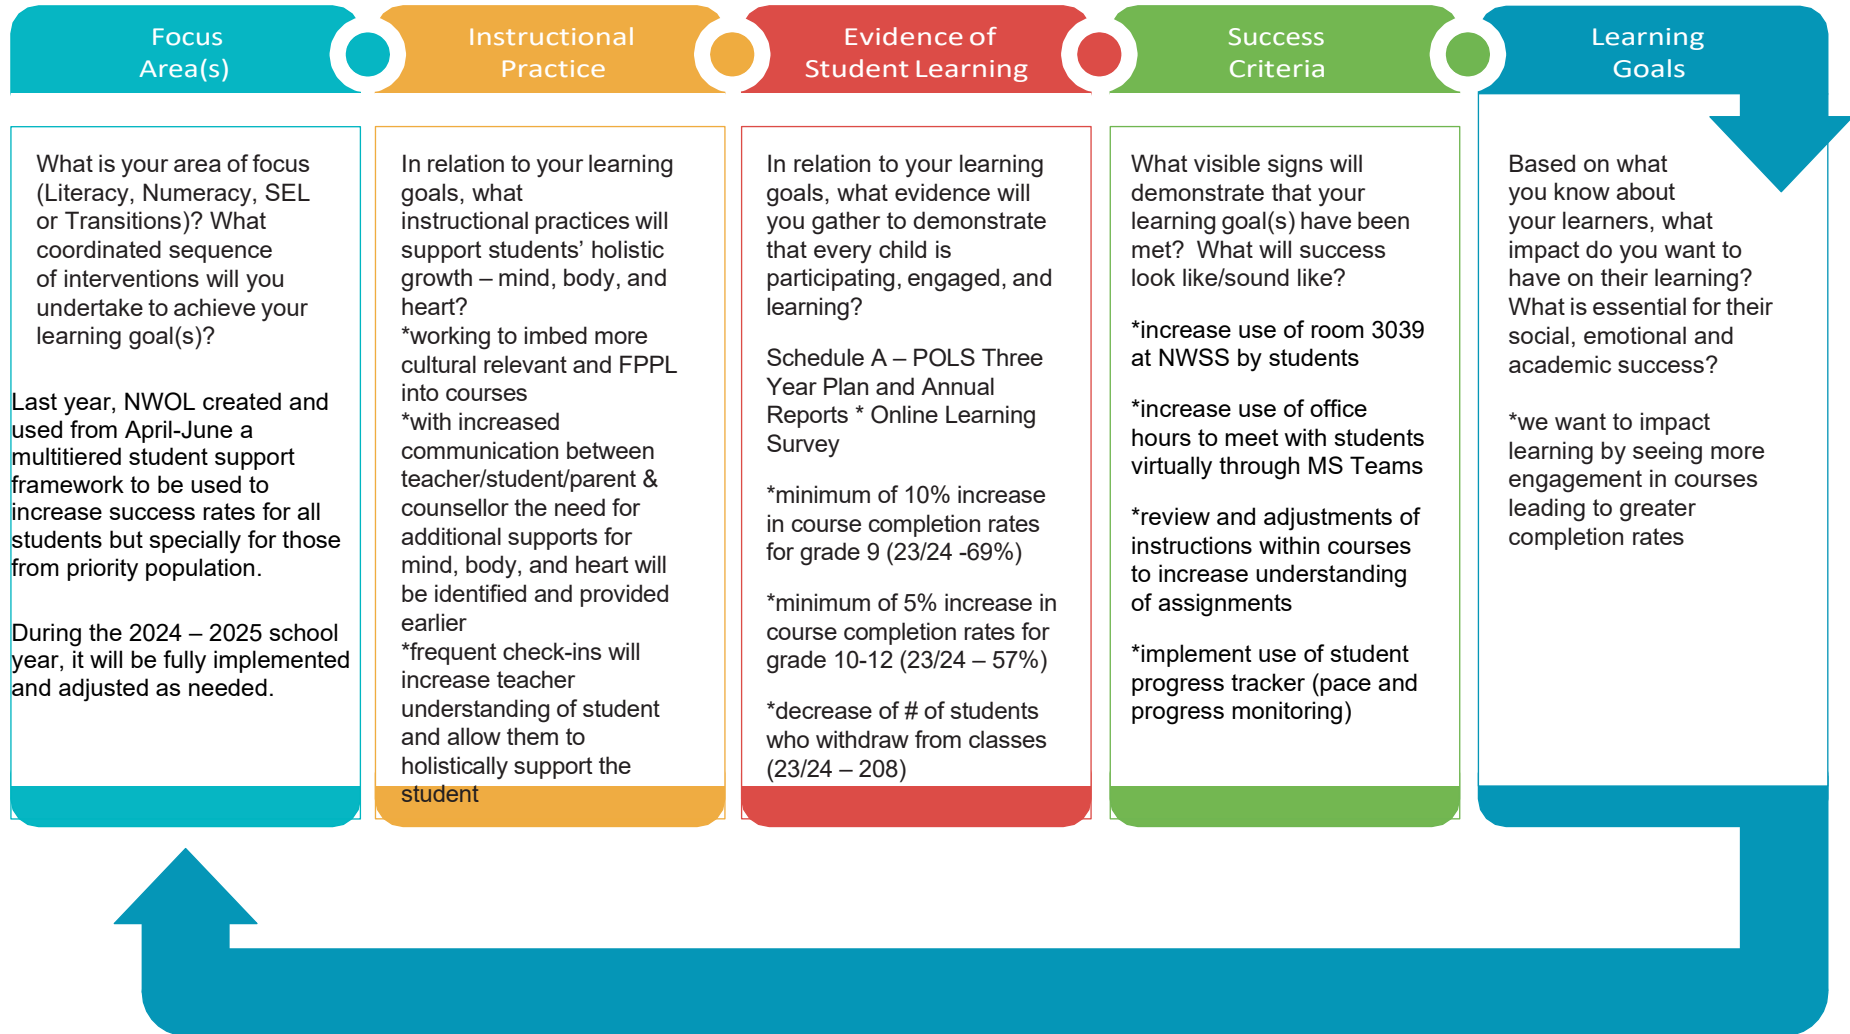 Focus
Area(s)
Instructional
Practice
Evidence of
Student Learning
Success
Criteria
Learning
Goals
What is your area of focus
(Literacy, Numeracy, SEL
or Transitions)? What
coordinated sequence
of interventions will you
undertake to achieve your
learning goal(s)?
Last year, NWOL created and
used from April-June a
multitiered student support
framework to be used to
increase success rates for all
students but specially for those
from priority population.
During the 2024 – 2025 school
year, it will be fully implemented
and adjusted as needed.
In relation to your learning
goals, what
instructional practices will
support students’ holistic
growth – mind, body, and
heart?
*working to imbed more
cultural relevant and FPPL
into courses
*with increased
communication between
teacher/student/parent &
counsellor the need for
additional supports for
mind, body, and heart will
be identified and provided
earlier
*frequent check-ins will
increase teacher
understanding of student
and allow them to
holistically support the
student
In relation to your learning
goals, what evidence will
you gather to demonstrate
that every child is
participating, engaged, and
learning?
Schedule A – POLS Three
Year Plan and Annual
Reports * Online Learning
Survey
*minimum of 10% increase
in course completion rates
for grade 9 (23/24 -69%)
*minimum of 5% increase in
course completion rates for
grade 10-12 (23/24 – 57%)
*decrease of # of students
who withdraw from classes
(23/24 – 208)
What visible signs will
demonstrate that your
learning goal(s) have been
met? What will success
look like/sound like?
*increase use of room 3039
at NWSS by students
*increase use of office
hours to meet with students
virtually through MS Teams
*review and adjustments of
instructions within courses
to increase understanding
of assignments
*implement use of student
progress tracker (pace and
progress monitoring)
Based on what
you know about
your learners, what
impact do you want to
have on their learning?
What is essential for their
social, emotional and
academic success?
*we want to impact
learning by seeing more
engagement in courses
leading to greater
completion rates